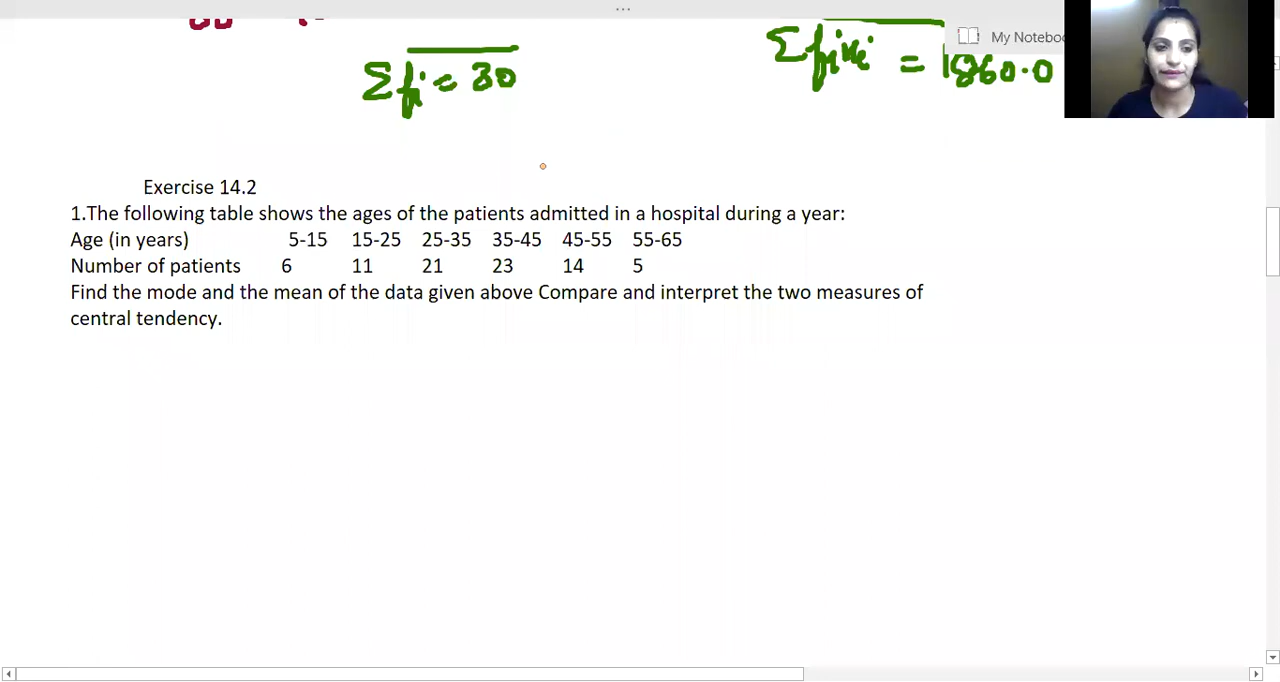 Σfi = 30
Σfixi = 1860.0
My Noteboo
Exercise 14.2
1.The following table shows the ages of the patients admitted in a hospital during a year:
Age (in years) 5-15 15-25 25-35 35-45 45-55 55-65
Number of patients 6 11 21 23 14 5
Find the mode and the mean of the data given above Compare and interpret the two measures of
central tendency.